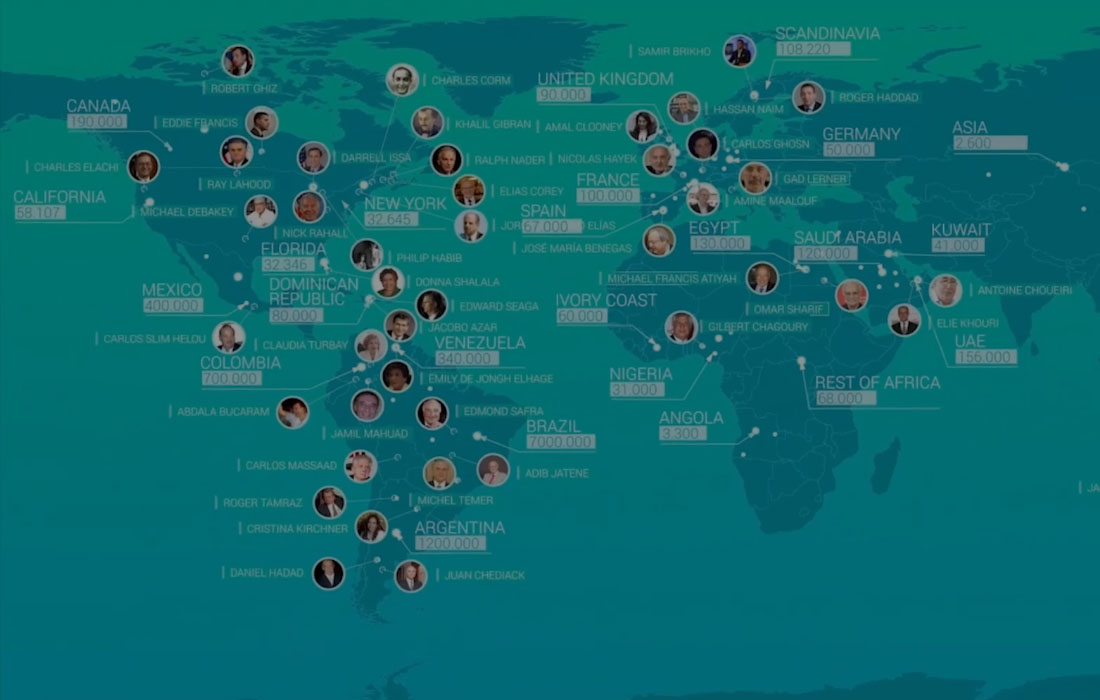 SCANDINAVIA
108.220
SAMIR BRIKHO
ROBERT GHIZ
CHARLES CORM
UNITED KINGDOM
90.000
ROGER HADDAD
CANADA
190.000
HASSAN NAIM
EDDIE FRANCIS
KHALIL GIBRAN
AMAL CLOONEY
GERMANY
50.000
ASIA
2.600
CARLOS GHOSN
CHARLES ELACHI
DARRELL ISSA
RALPH NADER
NICOLAS HAYEK
FRANCE
100.000
GAD LERNER
RAY LAHOOD
ELIAS COREY
AMINE MAALOUF
CALIFORNIA
58.107
MICHAEL DEBAKEY
NEW YORK
32.645
SPAIN
67.000
ELÍAS
NICK RAHALL
EGYPT
130.000
SAUDI ARABIA
120.000
KUWAIT
41.000
FLORIDA
32.346
JOSE MARÍA BENEGAS
PHILIP HABIB
DONNA SHALALA
MICHAEL FRANCIS ATIYAH
DOMINICAN
REPUBLIC
80.000
MEXICO
400.000
ANTOINE CHOUEIRI
EDWARD SEAGA
IVORY COAST
60.000
OMAR SHARIF
ELIE KHOURI
JACOBO AZAR
GILBERT CHAGOURY
CARLOS SLIM HELOU
CLAUDIA TURBAY
VENEZUELA
340.000
UAE
156.000
COLOMBIA
700.000
EMILY DE JONGH ELHAGE
NIGERIA
31.000
REST OF AFRICA
68.000
ABDALA BUCARAM
EDMOND SAFRA
ANGOLA
3.300
JAMIL MAHUAD
BRAZIL
7000.000
CARLOS MASSAAD
ADIB JATENE
ROGER TAMRAZ
MICHEL TEMER
CRISTINA KIRCHNER
ARGENTINA
1200.000
DANIEL HADAD
JUAN CHEDIACK